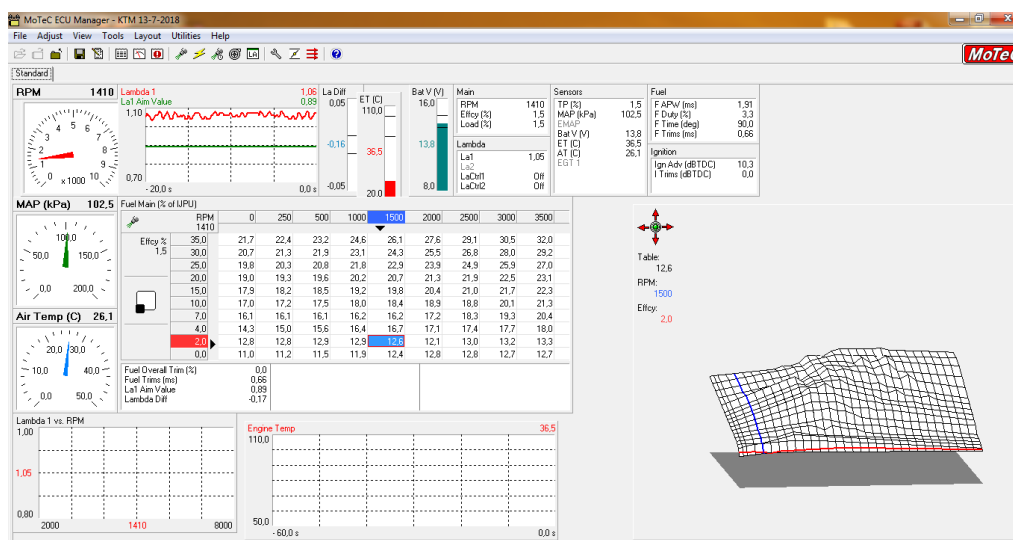 MoTeC ECU Manager - KTM 13-7-2018
File Adjust View Tools Layout Utilities Help
MoTeC
Standard
RPM 1410
0 1 2 3 4 5 6 7 8 9 10
x1000
Lambda 1 1,06
La1 Aim Value 0,89
1,10
0,70
- 20,0 s 0,0 s
La Diff
0,05
-0,16
-0,05
ET (C)
110,0
36,5
20,0
Bat V (V)
16,0
13,8
8,0
Main
RPM 1410
Effcy (%) 1,5
Load (%) 1,5
Lambda
La1 1,05
La2
LaCtrl1 Off
LaCtrl2 Off
Sensors
TP (%) 1,5
MAP (kPa) 102,5
EMAP
Bat V (V) 13,8
ET (C) 36,5
AT (C) 26,1
EGT 1
Fuel
F APW (ms) 1,91
F Duty (%) 3,3
F Time (deg) 90,0
F Trims (ms) 0,66
Ignition
Ign Adv (dBTDC) 10,3
I Trims (dBTDC) 0,0
MAP (kPa) 102,5
0,0 50,0 100,0 150,0 200,0
Air Temp (C) 26,1
0,0 10,0 20,0 30,0 40,0 50,0
Fuel Main (% of IJPU)
RPM 0 250 500 1000 1500 2000 2500 3000 3500
1410
Effcy % 35,0 21,7 22,4 23,2 24,6 26,1 27,6 29,1 30,5 32,0
1,5 30,0 20,7 21,3 21,9 23,1 24,3 25,5 26,8 28,0 29,2
25,0 19,8 20,3 20,8 21,8 22,9 23,9 24,9 25,9 27,0
20,0 19,0 19,3 19,6 20,2 20,7 21,3 21,9 22,5 23,1
15,0 17,9 18,2 18,5 19,2 19,8 20,4 21,0 21,7 22,3
10,0 17,0 17,2 17,5 18,0 18,4 18,9 18,8 20,1 21,3
7,0 16,1 16,1 16,2 16,2 16,2 17,2 18,3 19,3 20,4
4,0 14,3 15,0 15,6 16,4 16,7 17,1 17,4 17,7 18,0
2,0 12,8 12,8 12,9 12,9 12,6 12,1 13,0 13,2 13,3
0,0 11,0 11,2 11,5 11,9 12,4 12,8 12,8 12,7 12,7
Fuel Overall Trim (%) 0,0
Fuel Trims (ms) 0,66
La1 Aim Value 0,89
Lambda Diff -0,17
Table:
12,6
RPM:
1500
Effcy:
2,0
Lambda 1 vs. RPM
1,00
1,05
0,80
2000 1410 8000
Engine Temp 36,5
110,0
50,0
- 60,0 s 0,0 s